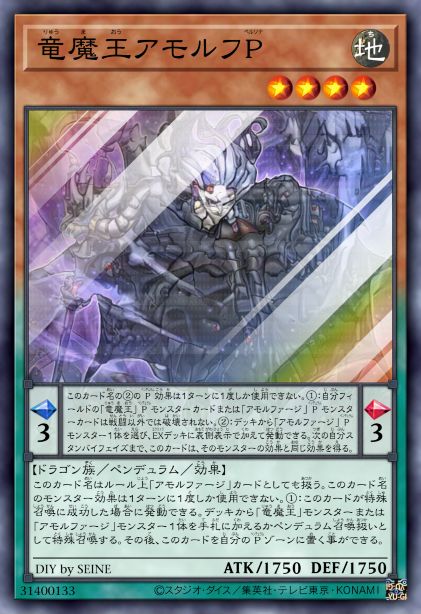 竜魔王アモルフP
りゅう ま おう ペルソナ
地
ち
このカード名の②のP効果は1ターンに1度しか使用できない。①:自分フィ
ールドの「竜魔王」Pモンスターカードまたは「アモルファージ」Pモンスタ
ーカードは戦闘以外では破壊されない。②:デッキから「アモルファージ」P
モンスター1体を選び、EXデッキに表側表示で加えて発動できる。次の自分ス
タンバイフェイズまで、このカードは、そのモンスターの効果と同じ効果を得る。
3
3
【ドラゴン族/ペンデュラム/効果】
このカード名はルール上「アモルファージ」カードとしても扱う。このカード名
のモンスター効果は1ターンに1度しか使用できない。①:このカードが特殊
召喚に成功した場合に発動できる。デッキから「竜魔王」モンスターまたは
「アモルファージ」モンスター1体を手札に加えるかペンデュラム召喚扱いと
して特殊召喚する。その後、このカードを自分のPゾーンに置く事ができる。
DIY by SEINE
ATK/1750 DEF/1750
31400133
©スタジオ・ダイス/集英社・テレビ東京・KONAMI